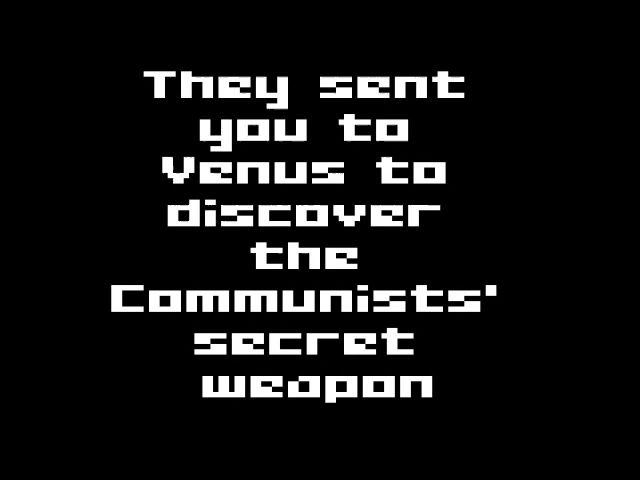 They sent
you to
Venus to
discover
the
Communists'
secret
weapon